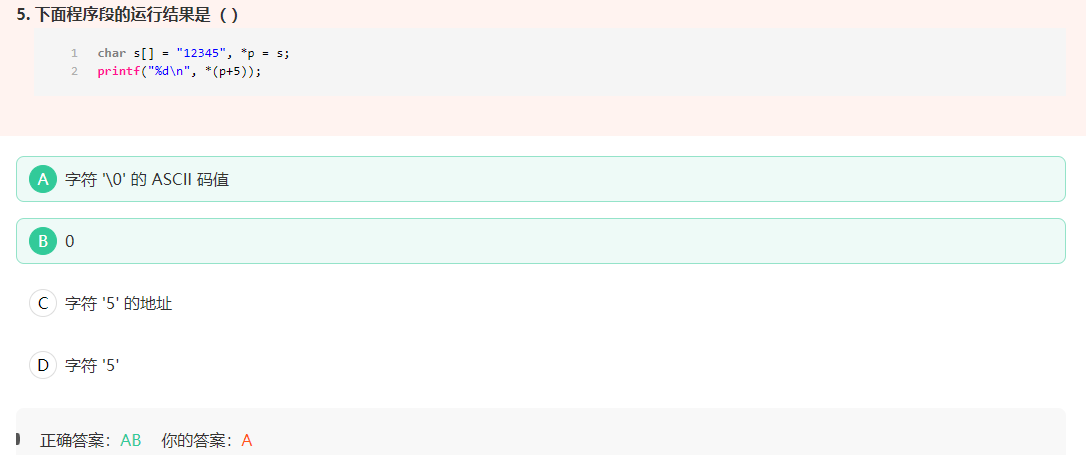 5. 下面程序段的运行结果是（ ）
1 char s[] = "12345", *p = s;
2 printf("%d\n", *(p+5));
A 字符 '\0' 的 ASCII 码值
B 0
C 字符 '5' 的地址
D 字符 '5'
正确答案：AB 你的答案：A